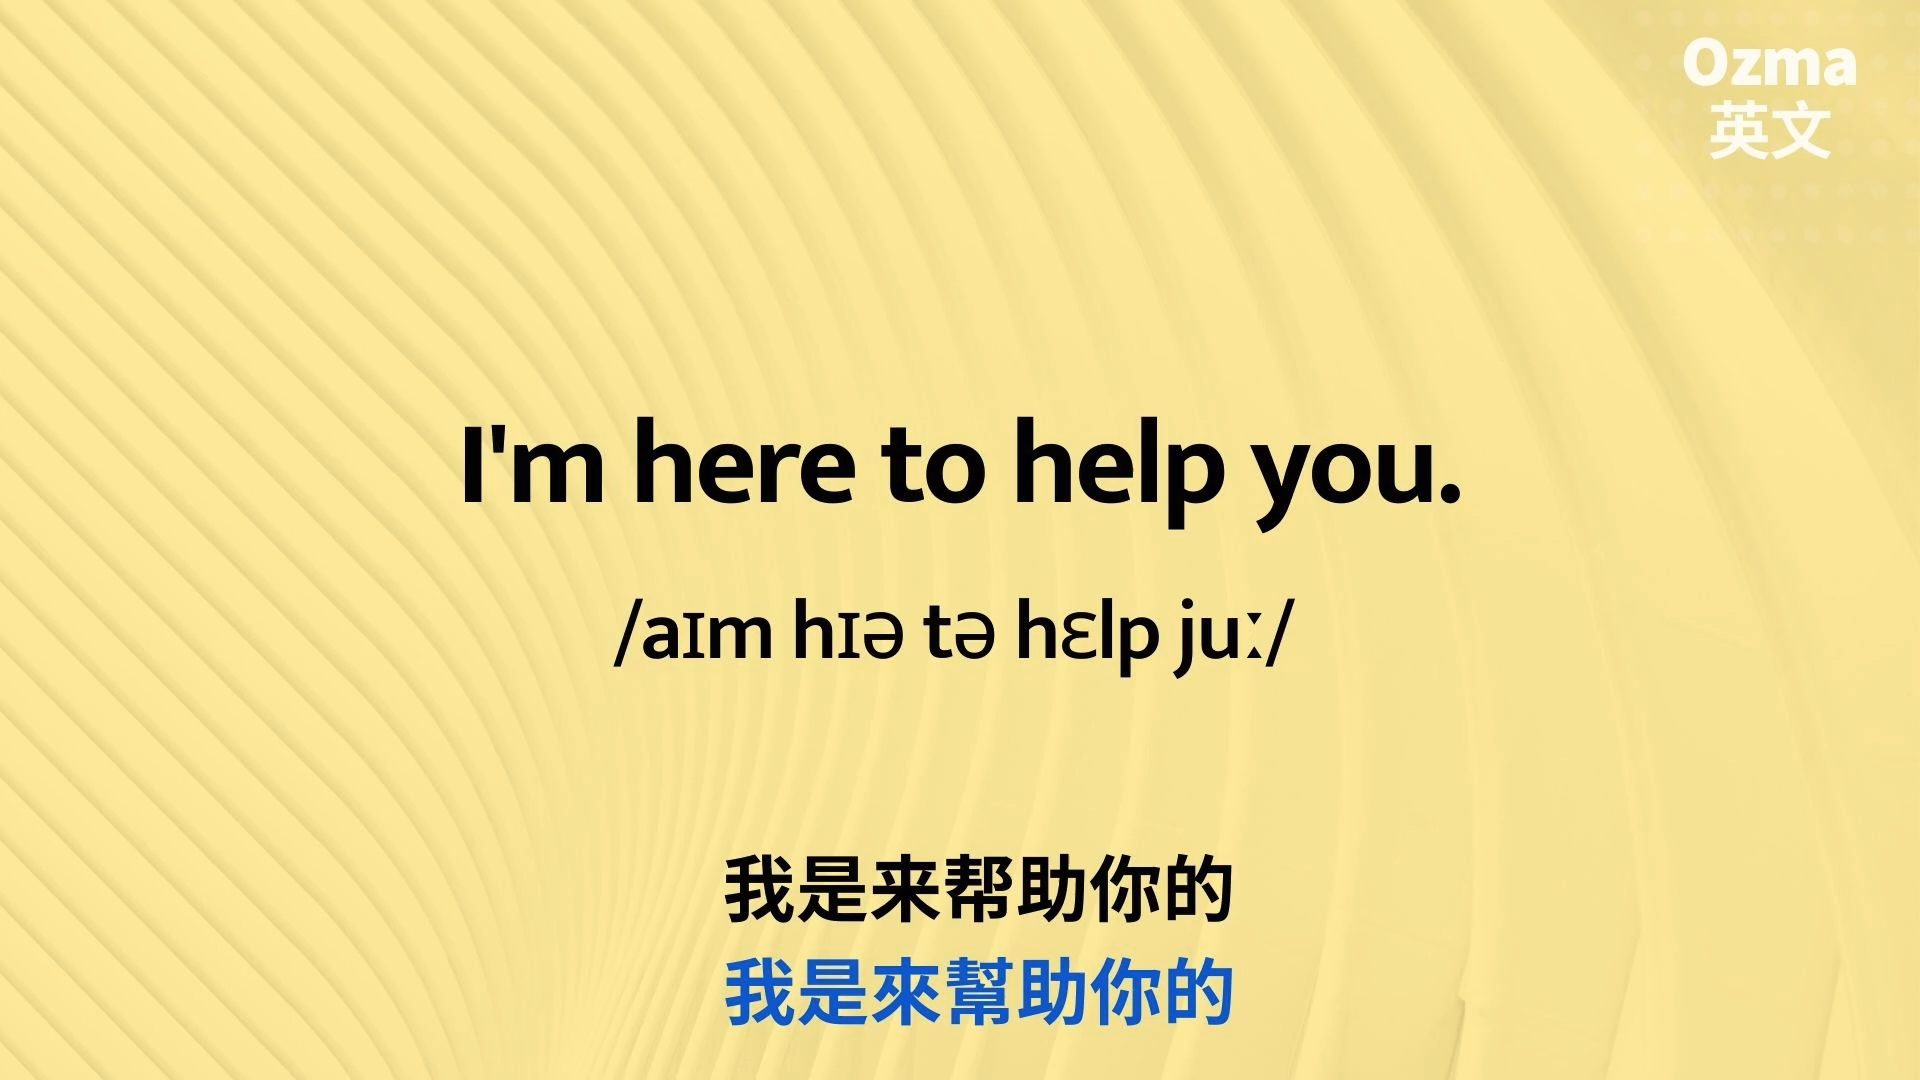 Ozma
英文
I'm here to help you.
/aɪm hɪə tə hɛlp juː/
我是来帮助你的
我是來幫助你的